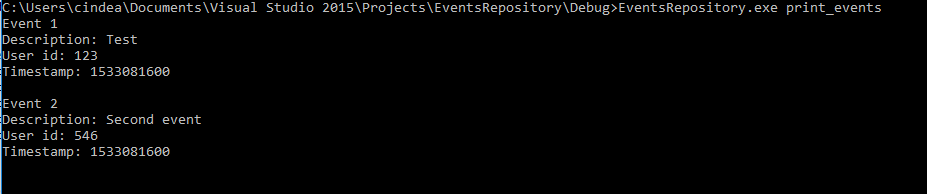 C:\Users\cindea\Documents\Visual Studio 2015\Projects\EventsRepository\Debug>EventsRepository.exe print_events
Event 1
Description: Test
User id: 123
Timestamp: 1533081600
Event 2
Description: Second event
User id: 546
Timestamp: 1533081600